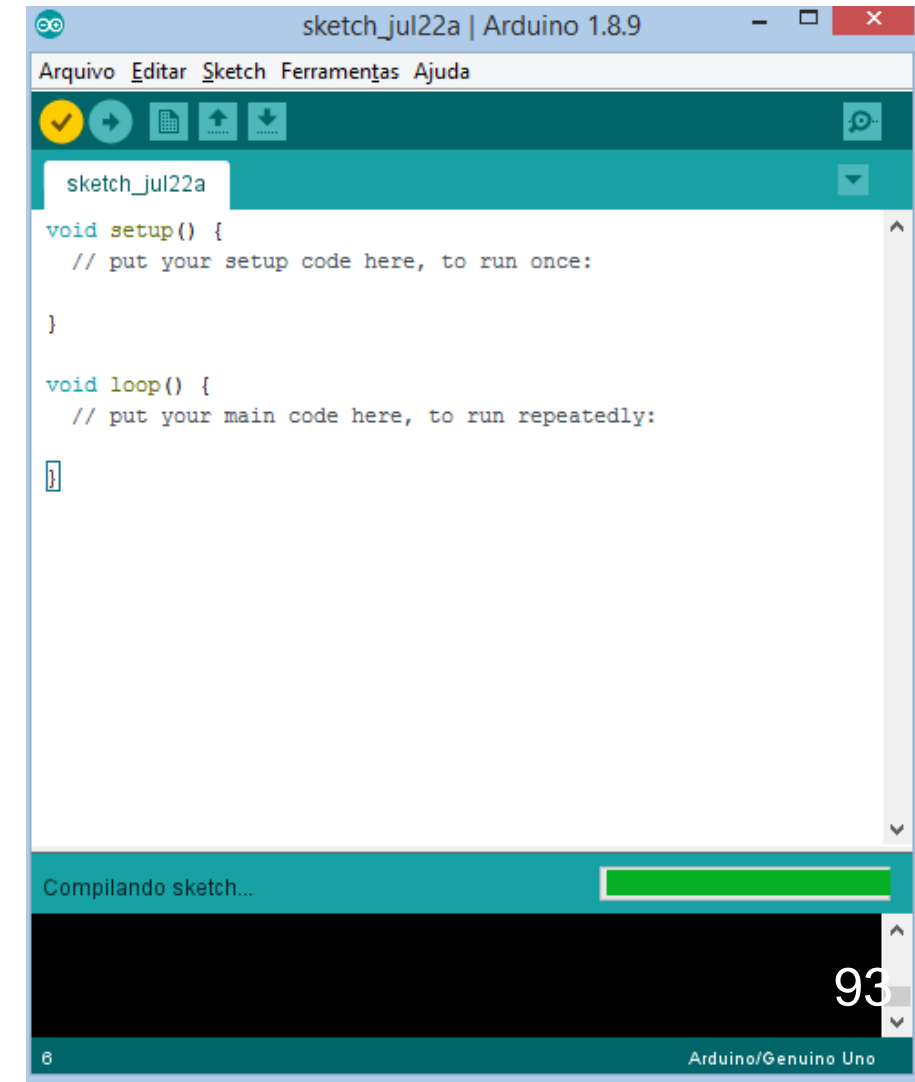 sketch_jul22a | Arduino 1.8.9
Arquivo Editar Sketch Ferramentas Ajuda
sketch_jul22a
void setup() {
  // put your setup code here, to run once:
}
void loop() {
  // put your main code here, to run repeatedly:
}
Compilando sketch...
93
6 Arduino/Genuino Uno